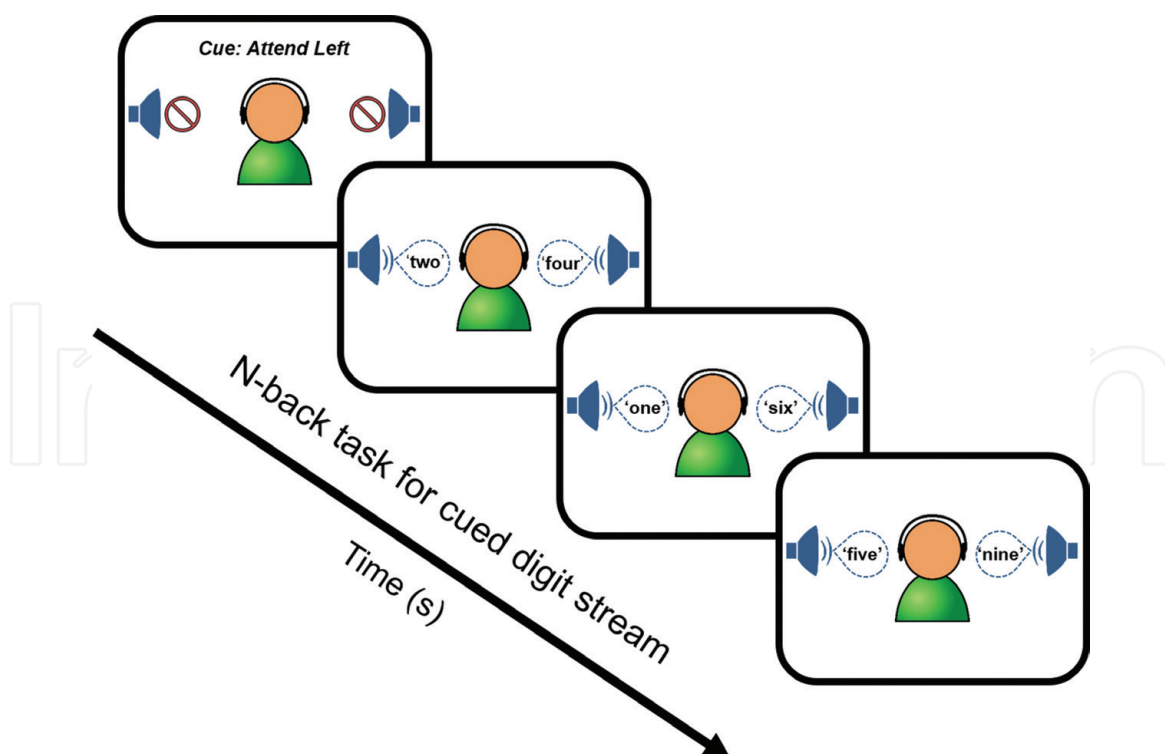 Cue: Attend Left
‘two’
‘four’
‘one’
‘six’
‘five’
‘nine’
N-back task for cued digit stream
Time (s)